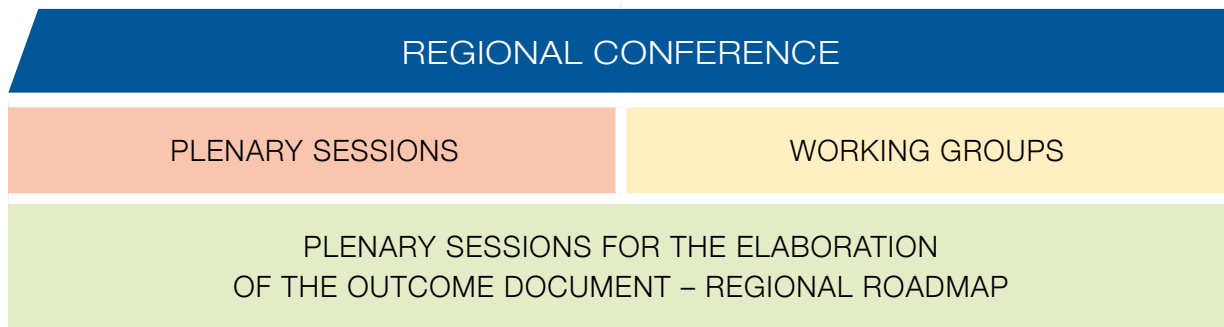 REGIONAL CONFERENCE
PLENARY SESSIONS
WORKING GROUPS
PLENARY SESSIONS FOR THE ELABORATION
OF THE OUTCOME DOCUMENT – REGIONAL ROADMAP